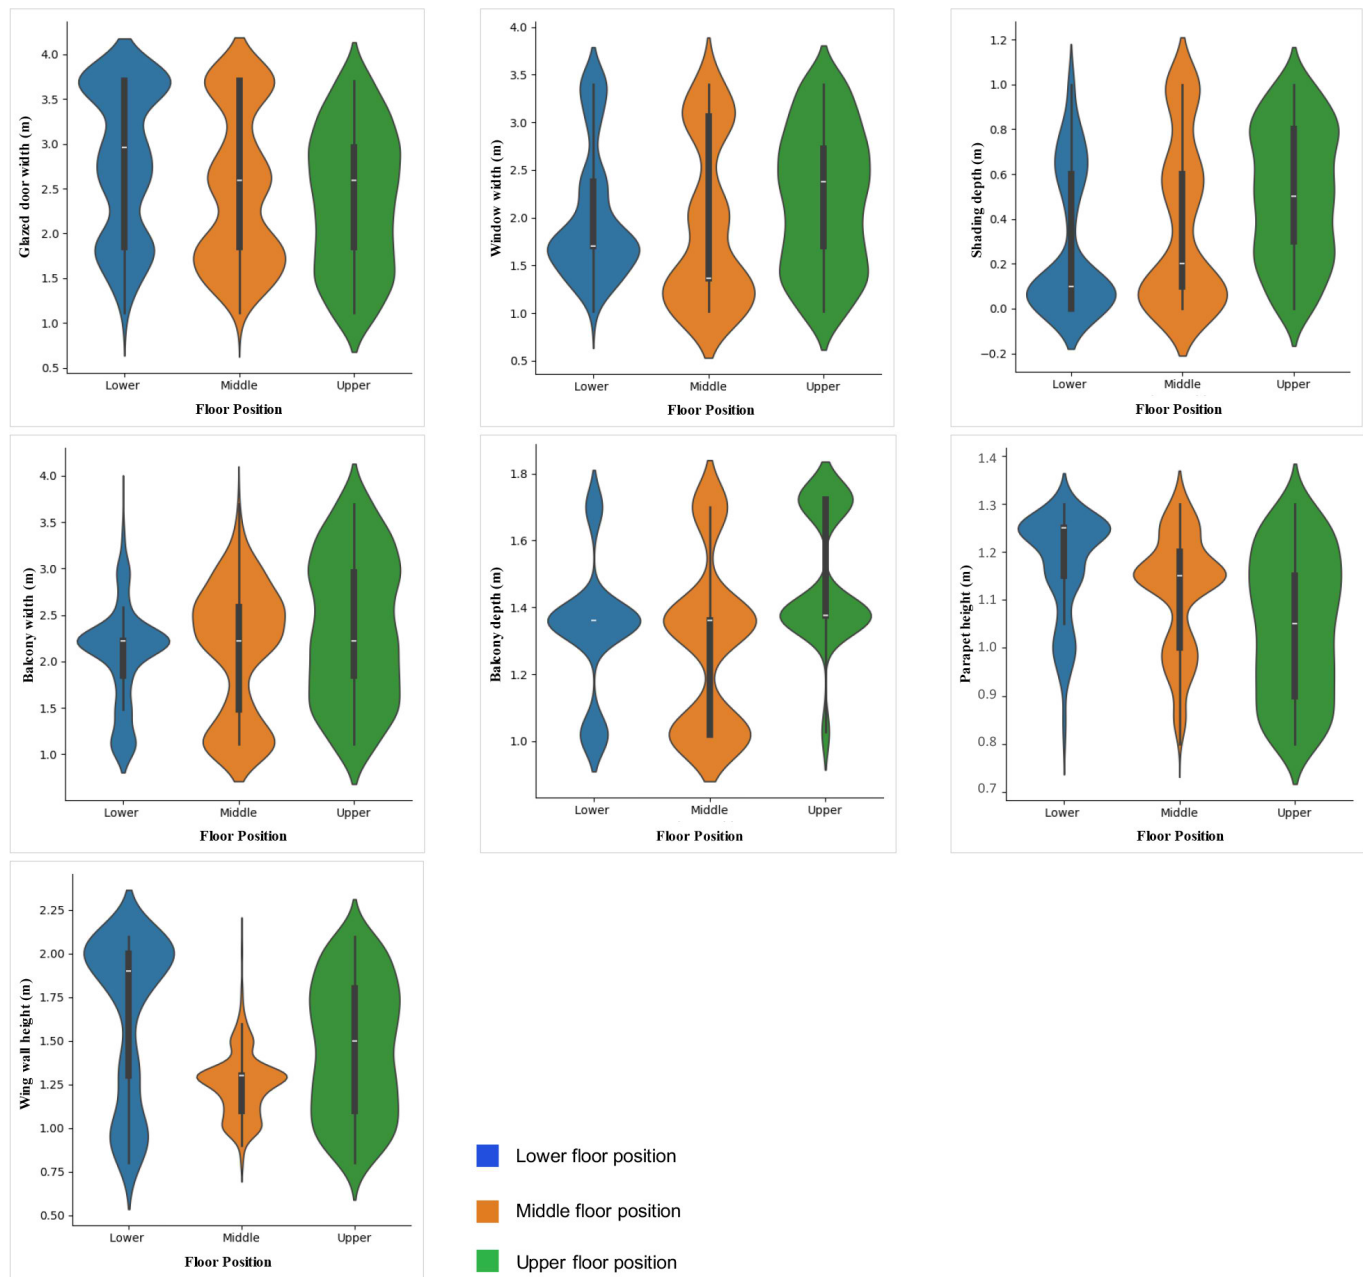 Glazed door width (m)
4.0
3.5
3.0
2.5
2.0
1.5
1.0
0.5
Lower Middle Upper
Floor Position
Window width (m)
4.0
3.5
3.0
2.5
2.0
1.5
1.0
0.5
Lower Middle Upper
Floor Position
Shading depth (m)
1.2
1.0
0.8
0.6
0.4
0.2
0.0
−0.2
Lower Middle Upper
Floor Position
Balcony width (m)
4.0
3.5
3.0
2.5
2.0
1.5
1.0
Lower Middle Upper
Floor Position
Balcony depth (m)
1.8
1.6
1.4
1.2
1.0
Lower Middle Upper
Floor Position
Parapet height (m)
1.4
1.3
1.2
1.1
1.0
0.9
0.8
0.7
Lower Middle Upper
Floor Position
Wing wall height (m)
2.25
2.00
1.75
1.50
1.25
1.00
0.75
0.50
Lower Middle Upper
Floor Position
Lower floor position
Middle floor position
Upper floor position